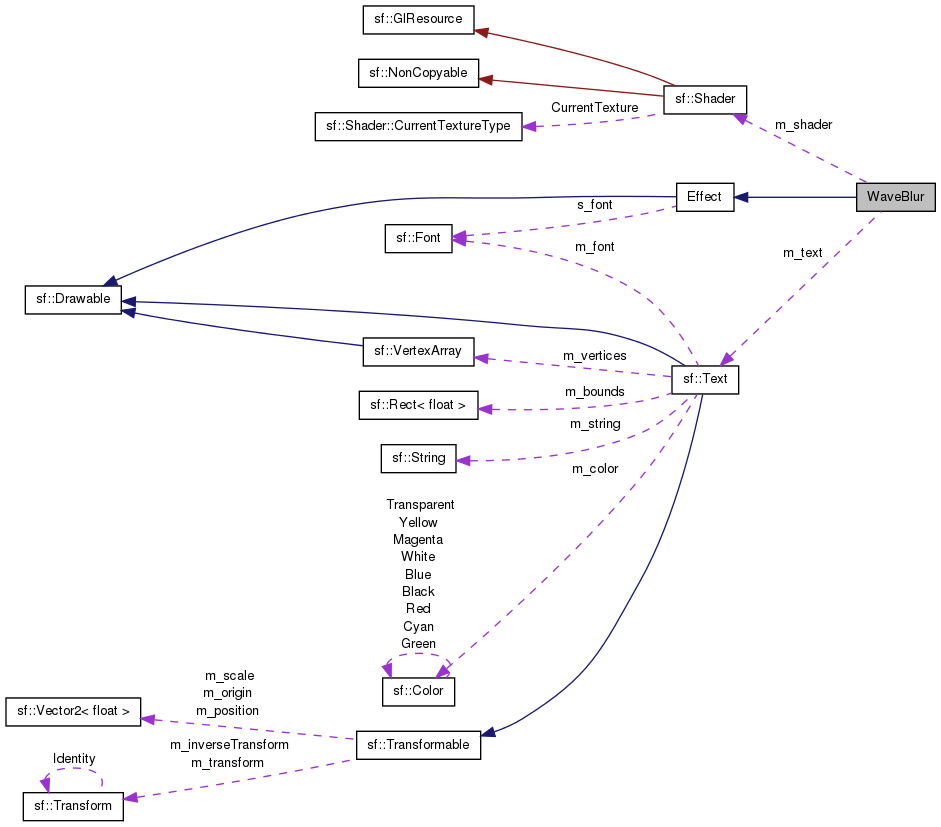 sf::GlResource
sf::NonCopyable
sf::Shader
CurrentTexture
sf::Shader::CurrentTextureType
m_shader
Effect
WaveBlur
s_font
sf::Font
m_font
m_text
sf::Drawable
sf::VertexArray
m_vertices
sf::Text
m_bounds
sf::Rect< float >
m_string
sf::String
m_color
Transparent
Yellow
Magenta
White
Blue
Black
Red
Cyan
Green
sf::Color
m_scale
m_origin
m_position
sf::Vector2< float >
sf::Transformable
m_inverseTransform
m_transform
Identity
sf::Transform